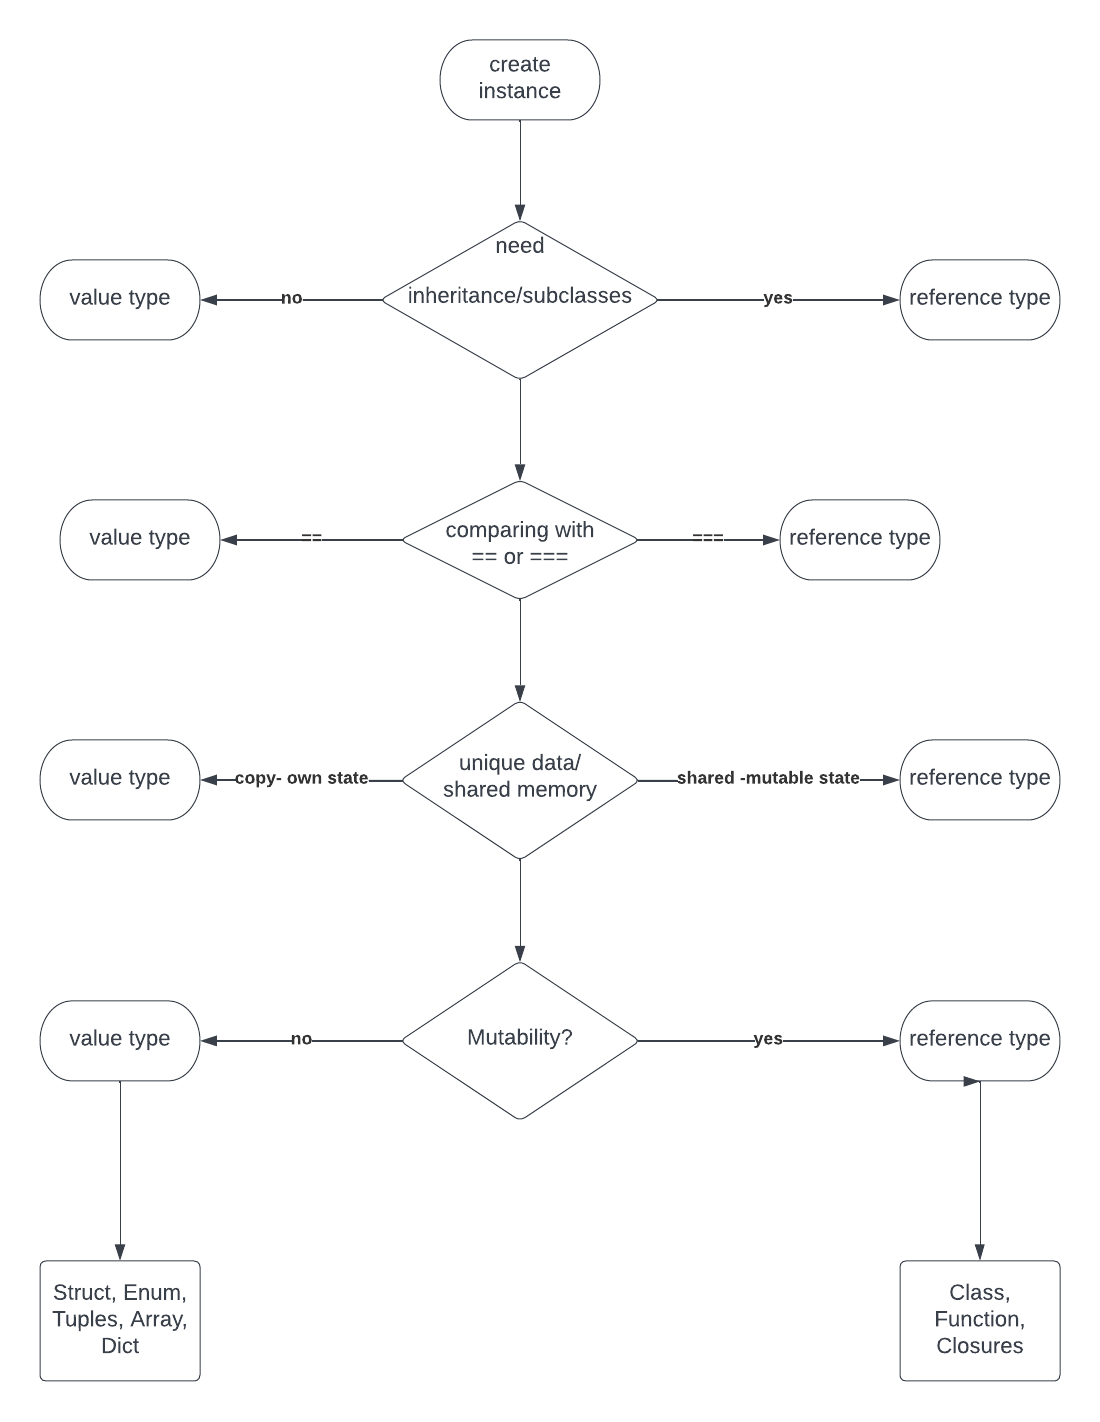 create
instance
need
value type
no
inheritance/subclasses
yes
reference type
value type
==
comparing with
== or ===
===
reference type
value type
copy- own state
unique data/
shared memory
shared -mutable state
reference type
value type
no
Mutability?
yes
reference type
Struct, Enum,
Tuples, Array,
Dict
Class,
Function,
Closures